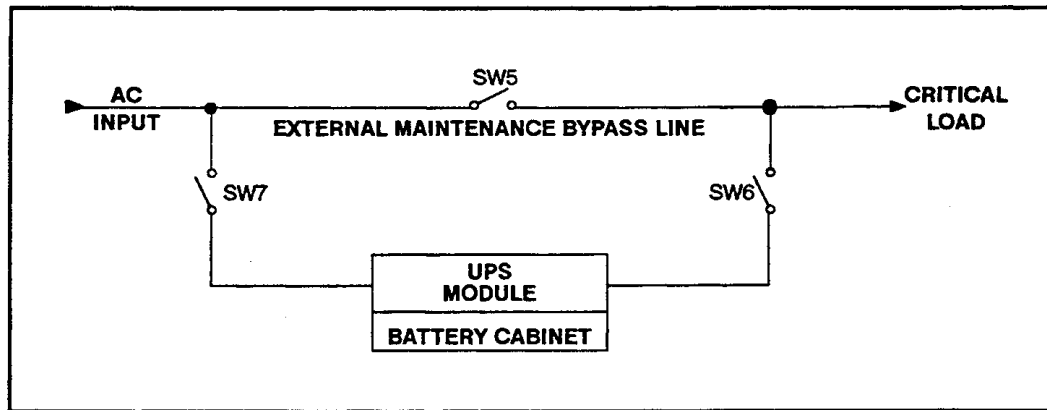 SW5
AC
INPUT
EXTERNAL MAINTENANCE BYPASS LINE
CRITICAL
LOAD
SW7
SW6
UPS
MODULE
BATTERY CABINET